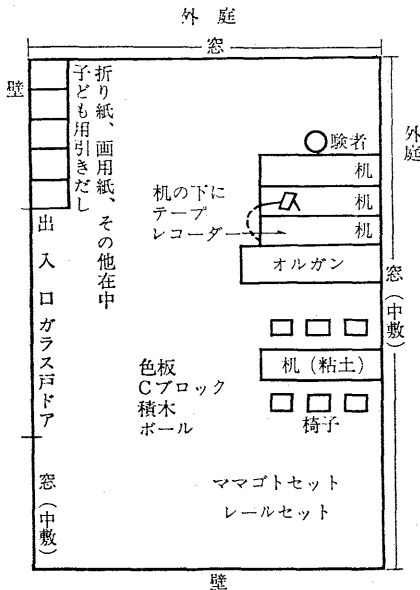 外庭
窓
壁
折り紙、画用紙、その他在中
子ども用引きだし
外庭
験者
机
机
机
机の下に
テープ
レコーダー
オルガン
窓（中敷）
出入口ガラス戸ドア
机（粘土）
椅子
色板
Cブロック
積木
ボール
窓（中敷）
ママゴトセット
レールセット
壁